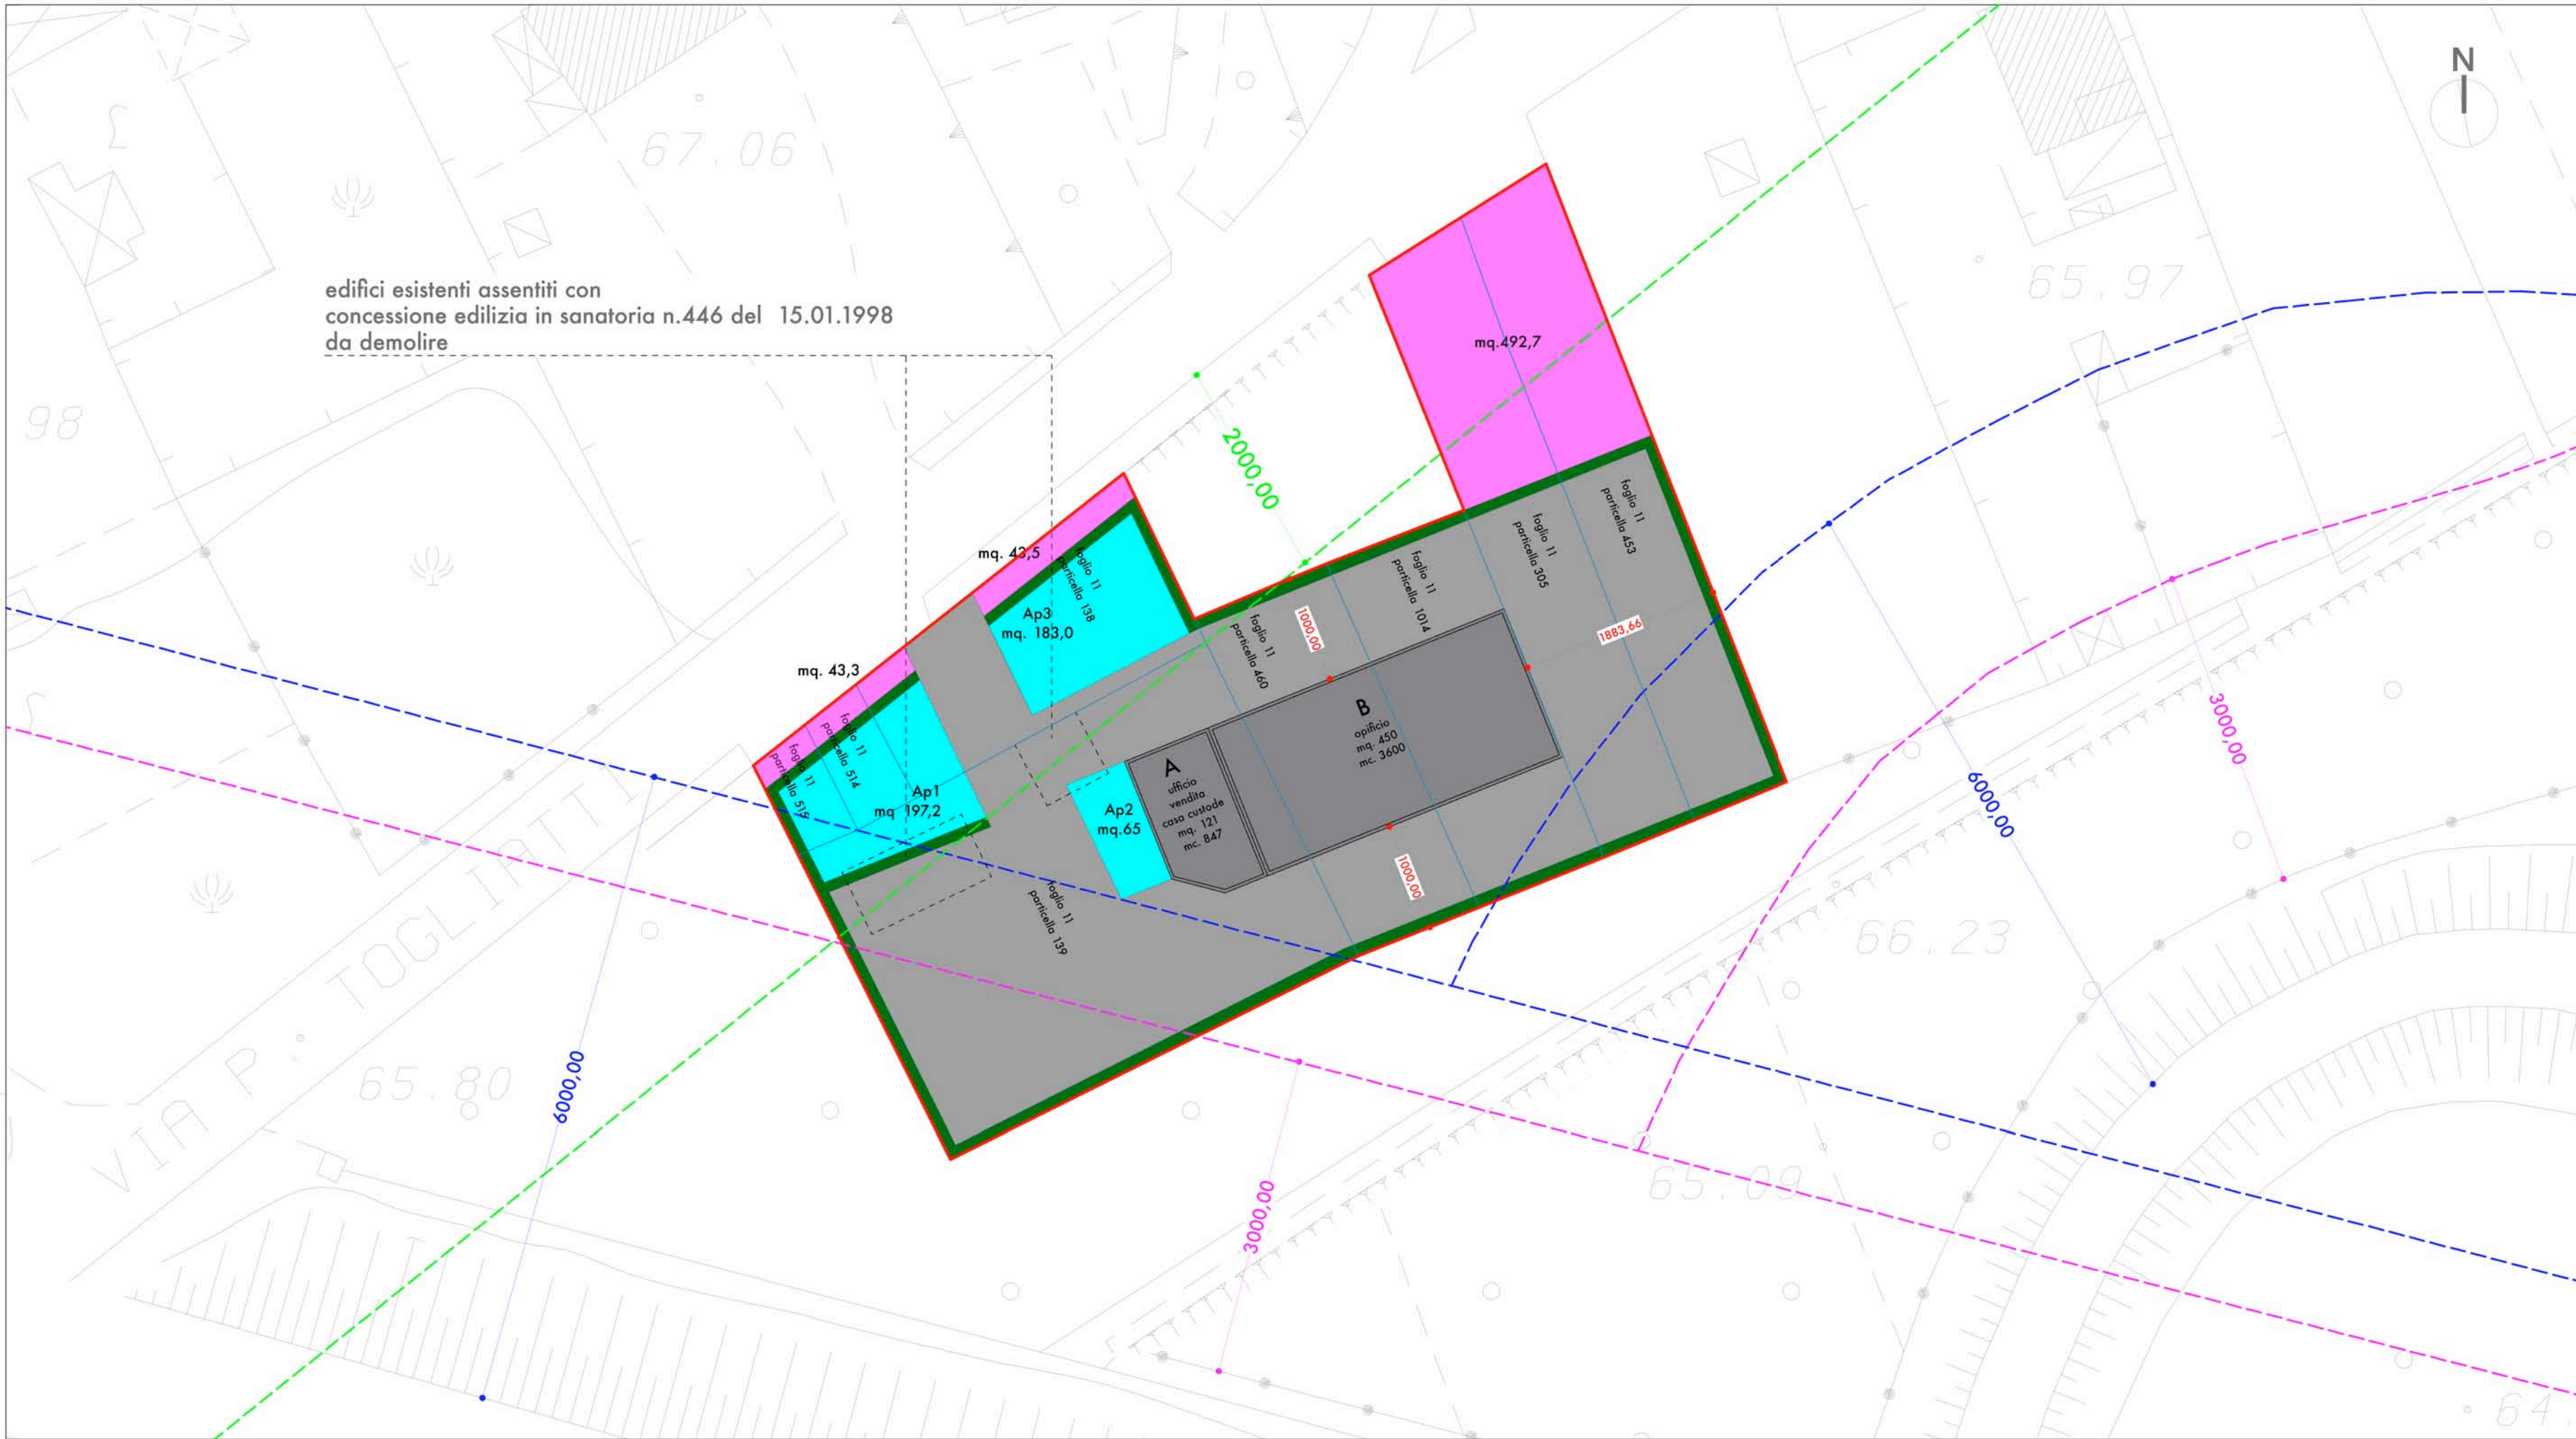 N
67.06
edifici esistenti assentiti con
concessione edilizia in sanatoria n.446 del 15.01.1998
da demolire
65.97
98
mq.492,7
2000,00
mq. 43,5
foglio 11
particella 138
Ap3
mq. 183,0
foglio 11
particella 460
1000,00
foglio 11
particella 1014
foglio 11
particella 305
foglio 11
particella 453
1883,66
mq. 43,3
foglio 11
particella 515
foglio 11
particella 514
Ap1
mq 197,2
Ap2
mq.65
A
ufficio
vendita
casa custode
mq. 121
mc. 847
B
opificio
mq. 450
mc. 3600
1000,00
foglio 11
particella 139
3000,00
6000,00
66.23
VIA P. TOGLIATTI
65.80
6000,00
3000,00
65.09
64